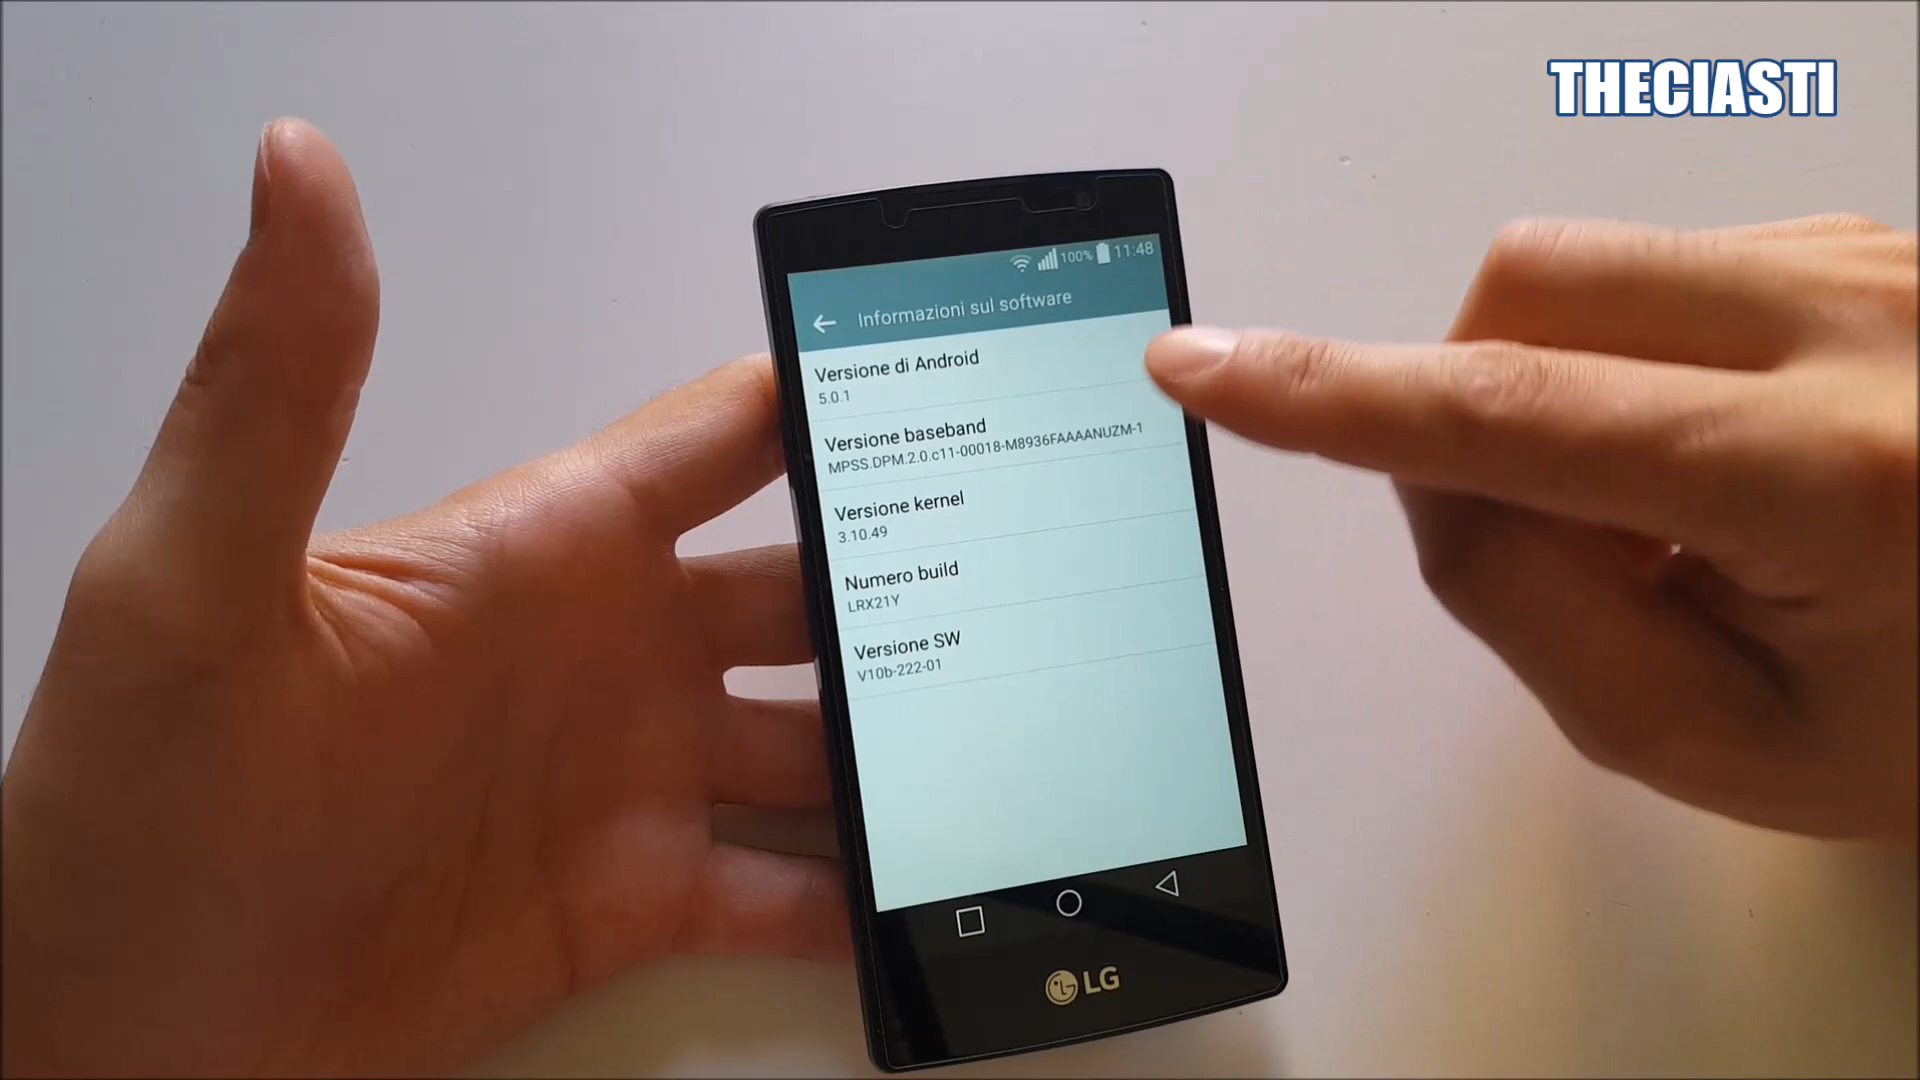 THECIASTI
100% 11:48
Informazioni sul software
Versione di Android
5.0.1
Versione baseband
MPSS.DPM.2.0.c11-00018-M8936FAAAANUZM-1
Versione kernel
3.10.49
Numero build
LRX21Y
Versione SW
V10b-222-01
LG